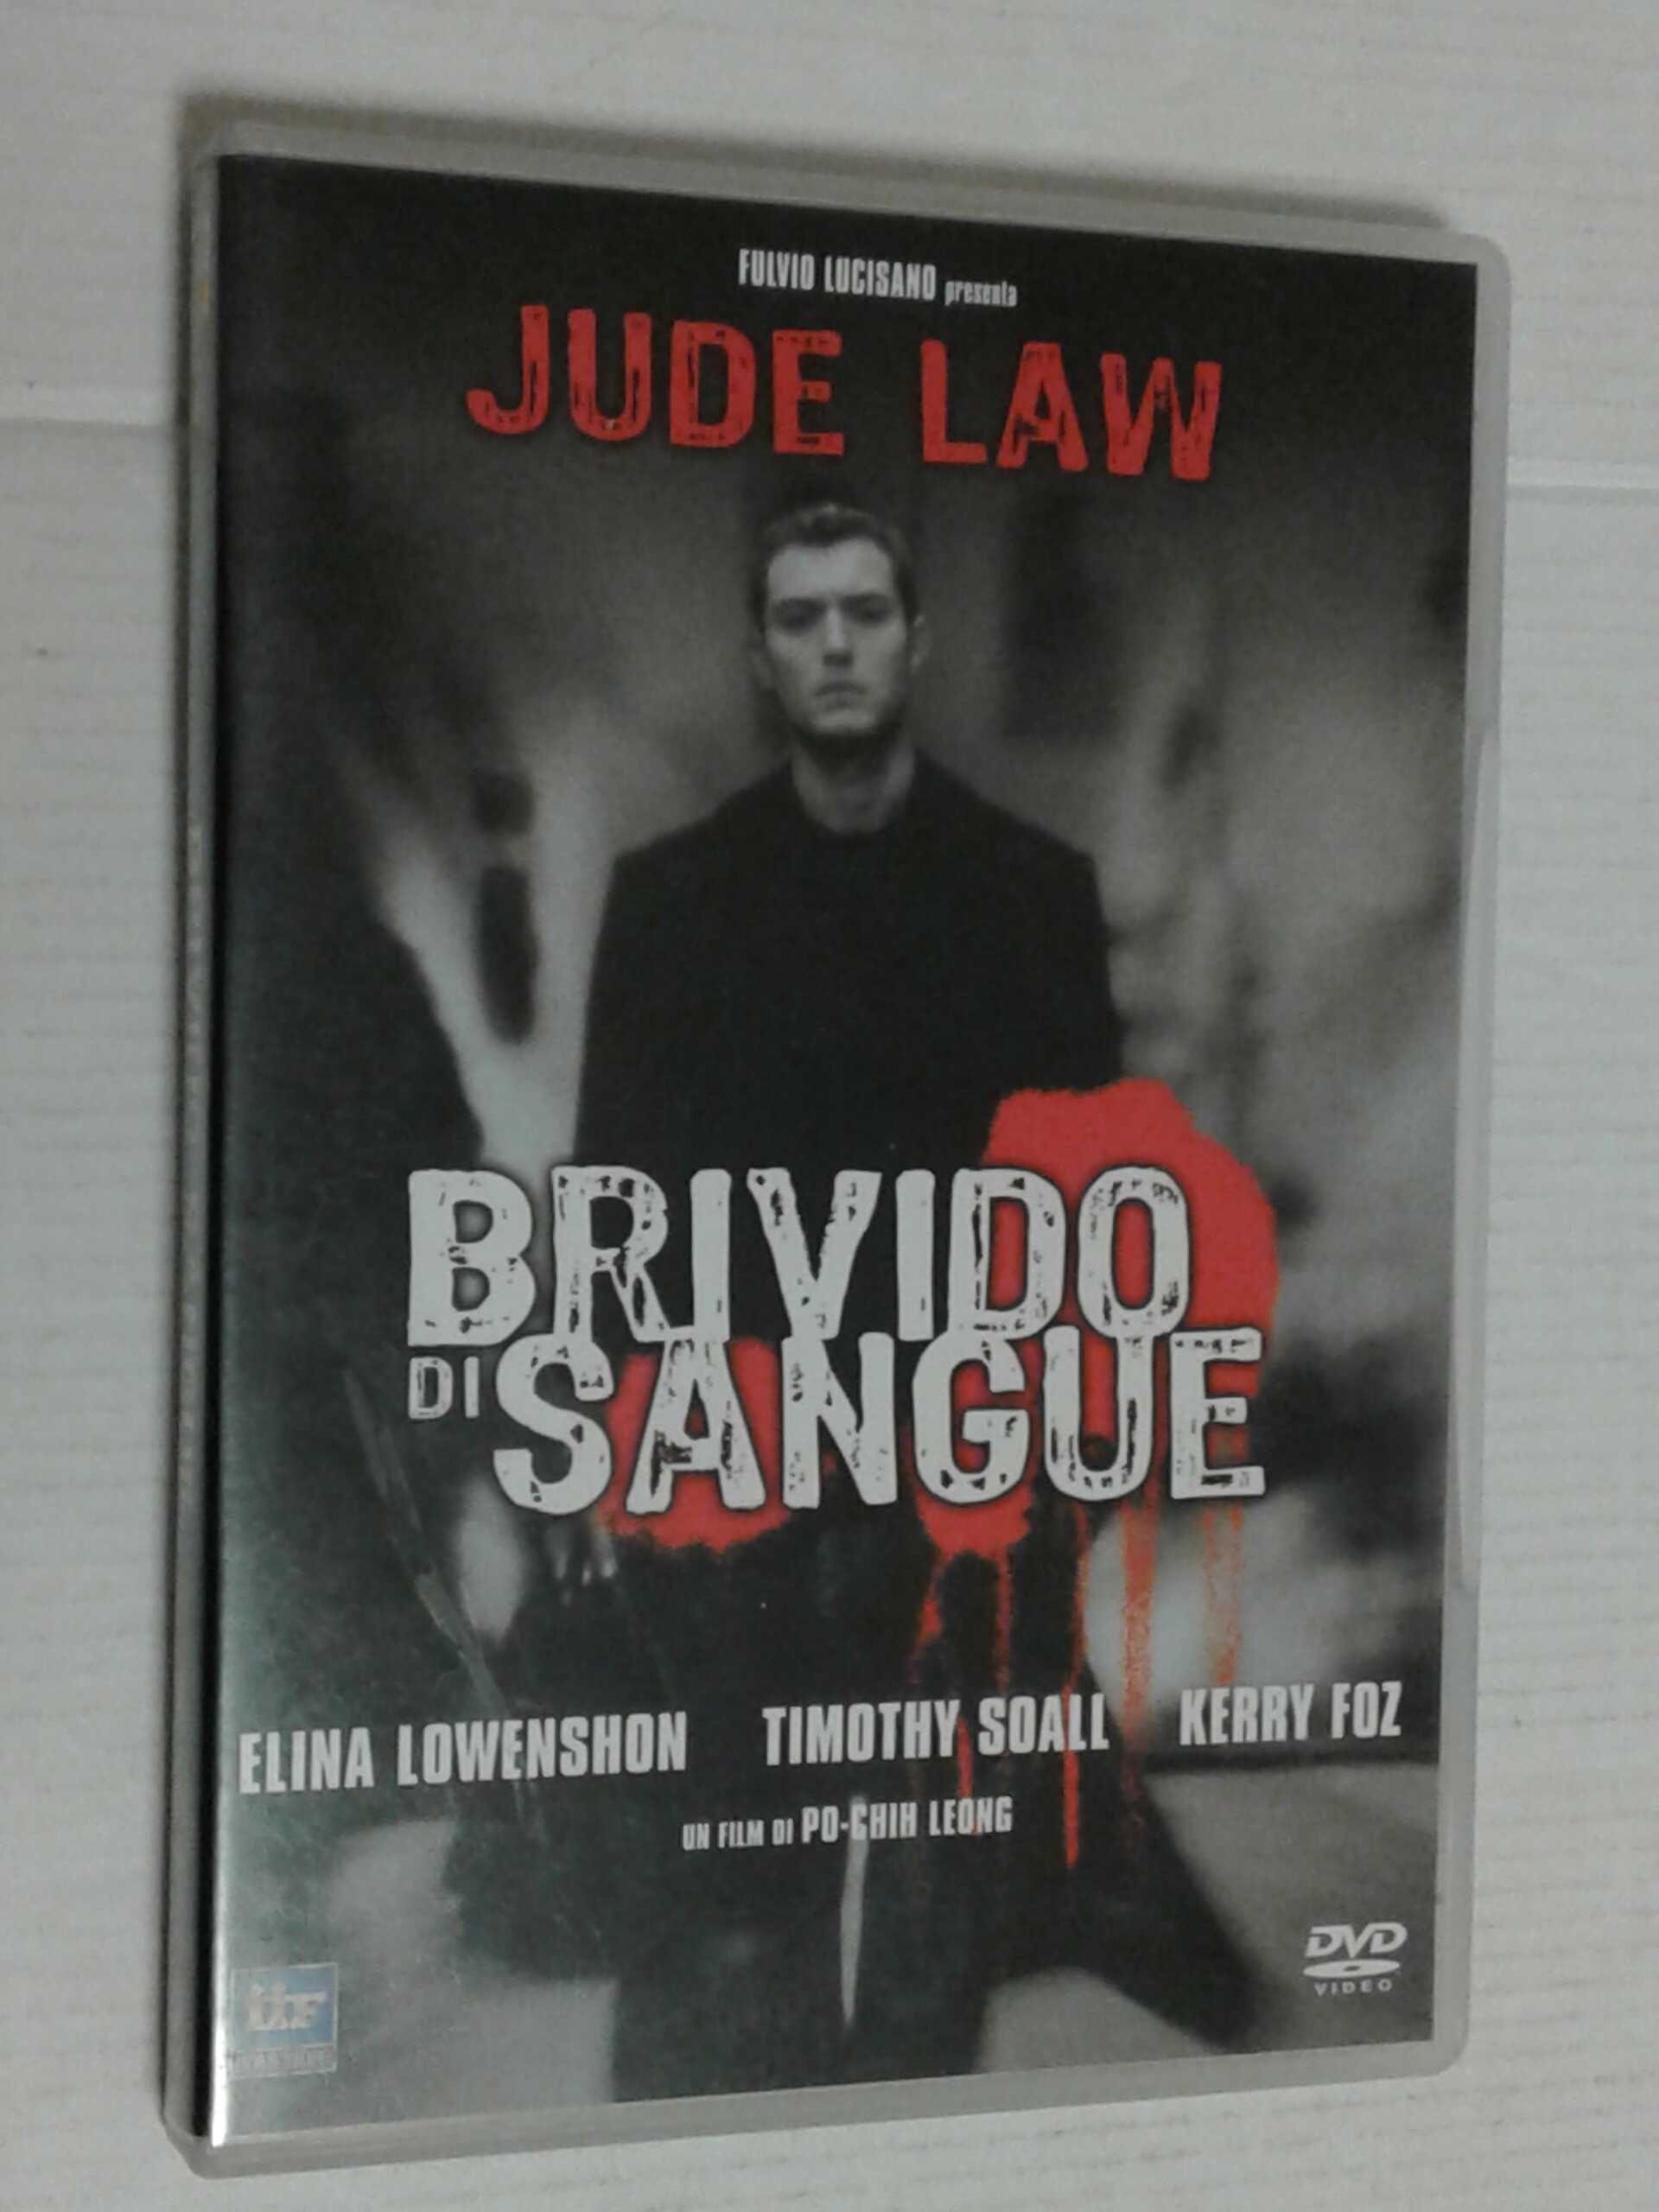 FULVIO LUCISANO presenta
JUDE LAW
BRIVIDO
DI SANGUE
ELINA LOWENSHON TIMOTHY SOALL KERRY FOZ
UN FILM DI PO-CHIH LEONG
DVD
VIDEO